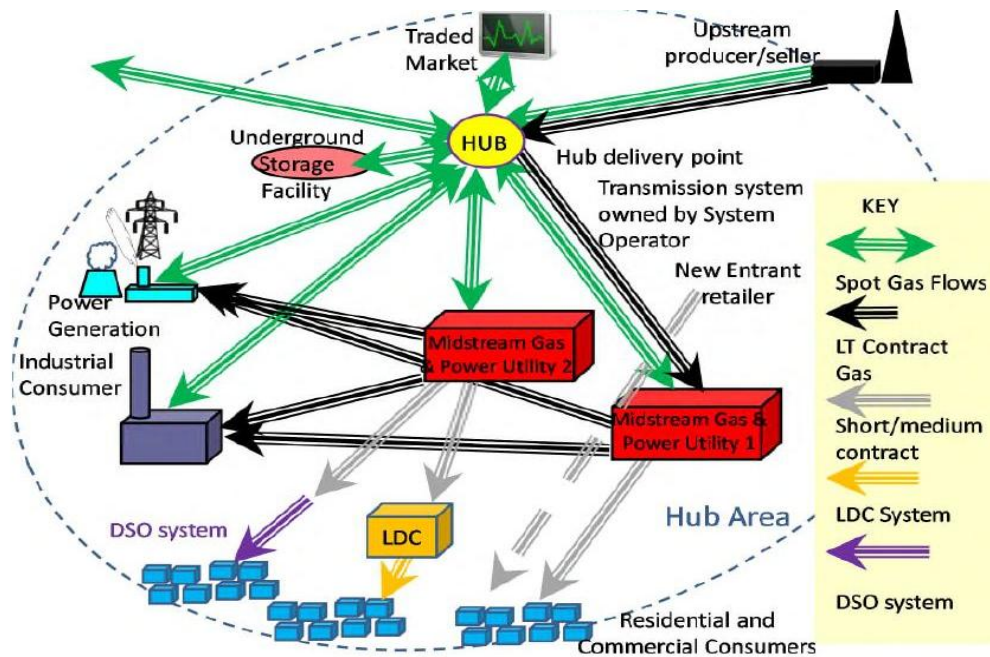 Traded
Market
Upstream
producer/seller
HUB
Underground
Storage
Facility
Hub delivery point
Transmission system
owned by System
Operator
New Entrant
retailer
Power
Generation
Industrial
Consumer
Midstream Gas
& Power Utility 2
Midstream Gas &
Power Utility 1
DSO system
LDC
Hub Area
Residential and
Commercial Consumers
KEY
Spot Gas Flows
LT Contract
Gas
Short/medium
contract
LDC System
DSO system